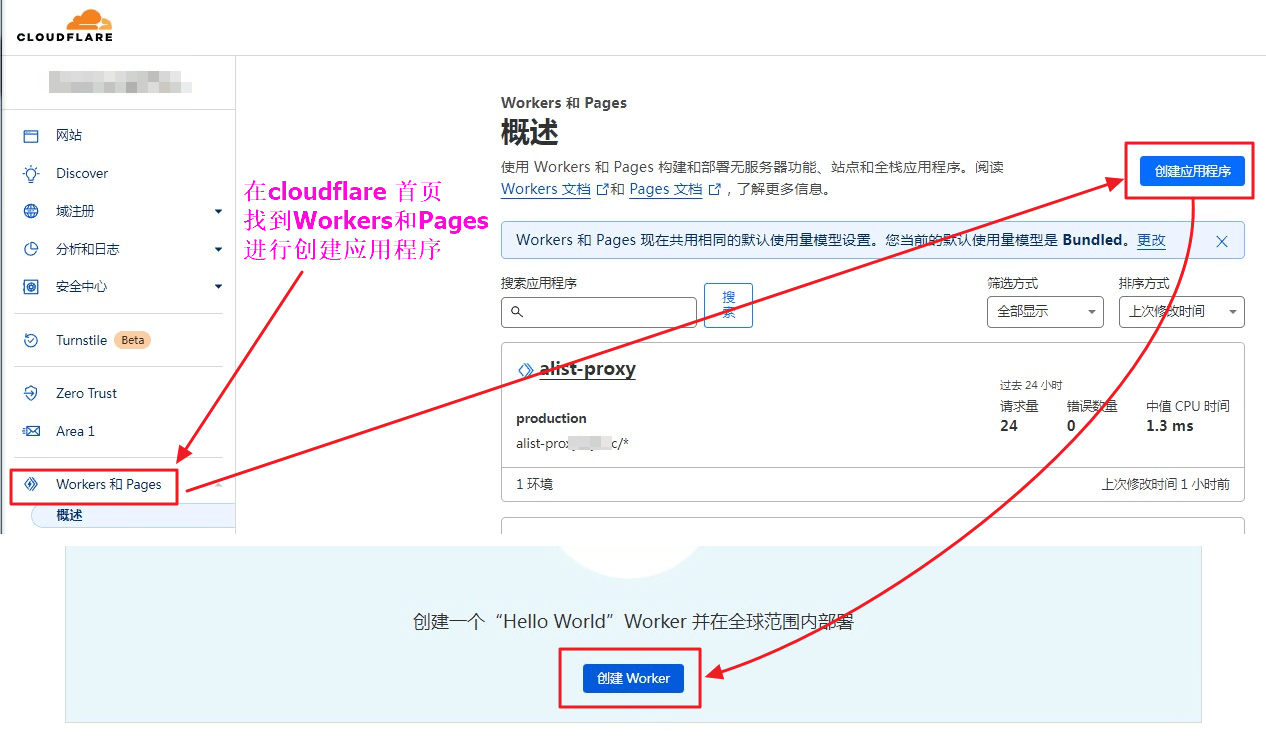 CLOUDFLARE
网站
Discover
域注册
分析和日志
安全中心
Turnstile Beta
Zero Trust
Area 1
Workers 和 Pages
概述
在cloudflare 首页
找到Workers和Pages
进行创建应用程序
Workers 和 Pages
概述
使用 Workers 和 Pages 构建和部署无服务器功能、站点和全栈应用程序。阅读
Workers 文档 和 Pages 文档 ，了解更多信息。
创建应用程序
Workers 和 Pages 现在共用相同的默认使用量模型设置。您当前的默认使用量模型是 Bundled。更改
搜索应用程序
搜
索
筛选方式
全部显示
排序方式
上次修改时间
alist-proxy
production
alist-prox
c/*
过去 24 小时
请求量 错误数量 中值 CPU 时间
24 0 1.3 ms
1 环境
上次修改时间 1 小时前
创建一个“Hello World”Worker 并在全球范围内部署
创建 Worker